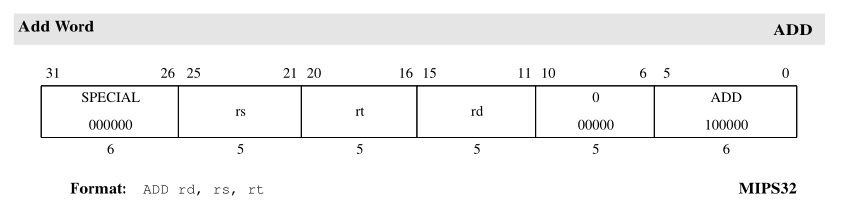 Add Word ADD
31 26 25 21 20 16 15 11 10 6 5 0
SPECIAL 0 ADD
rs rt rd
000000 00000 100000
6 5 5 5 5 6
Format: ADD rd, rs, rt MIPS32